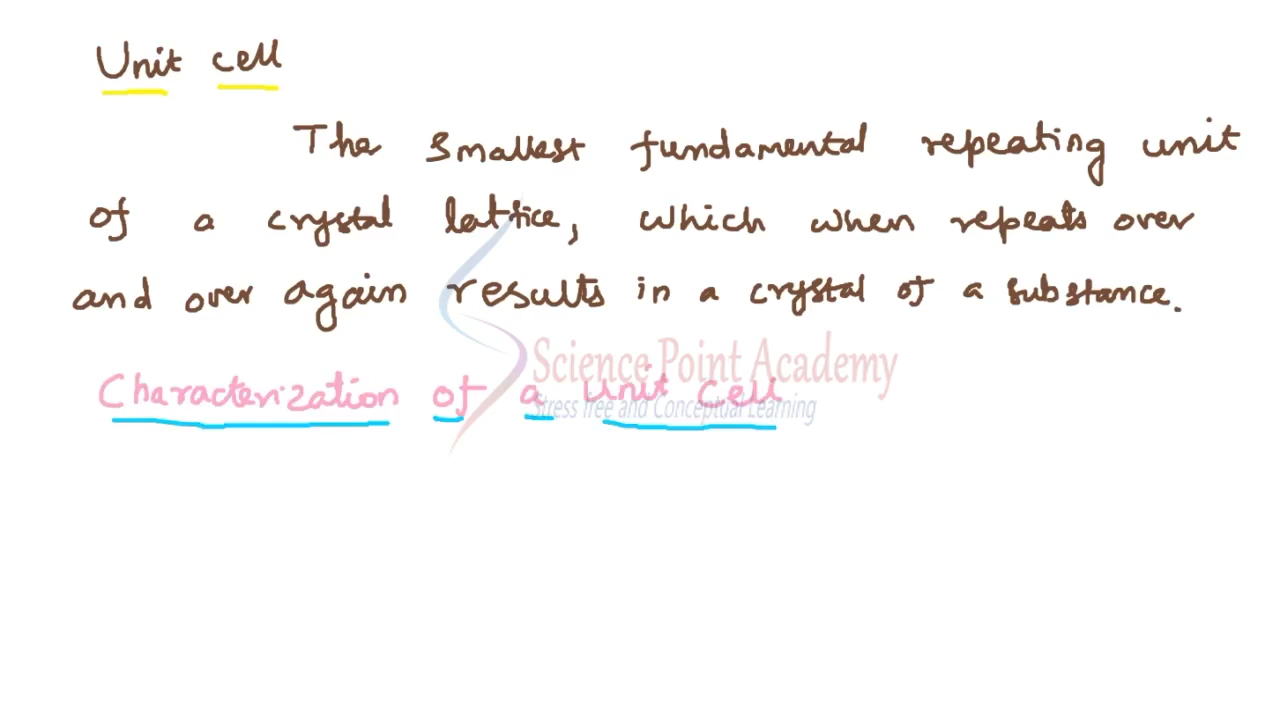 Unit cell
The Smallest fundamental repeating unit
of a crystal lattice, which when repeats over
and over again results in a crystal of a substance.
Science Point Academy
Characterization of a Unit Cell
Stress free and Conceptual Learning